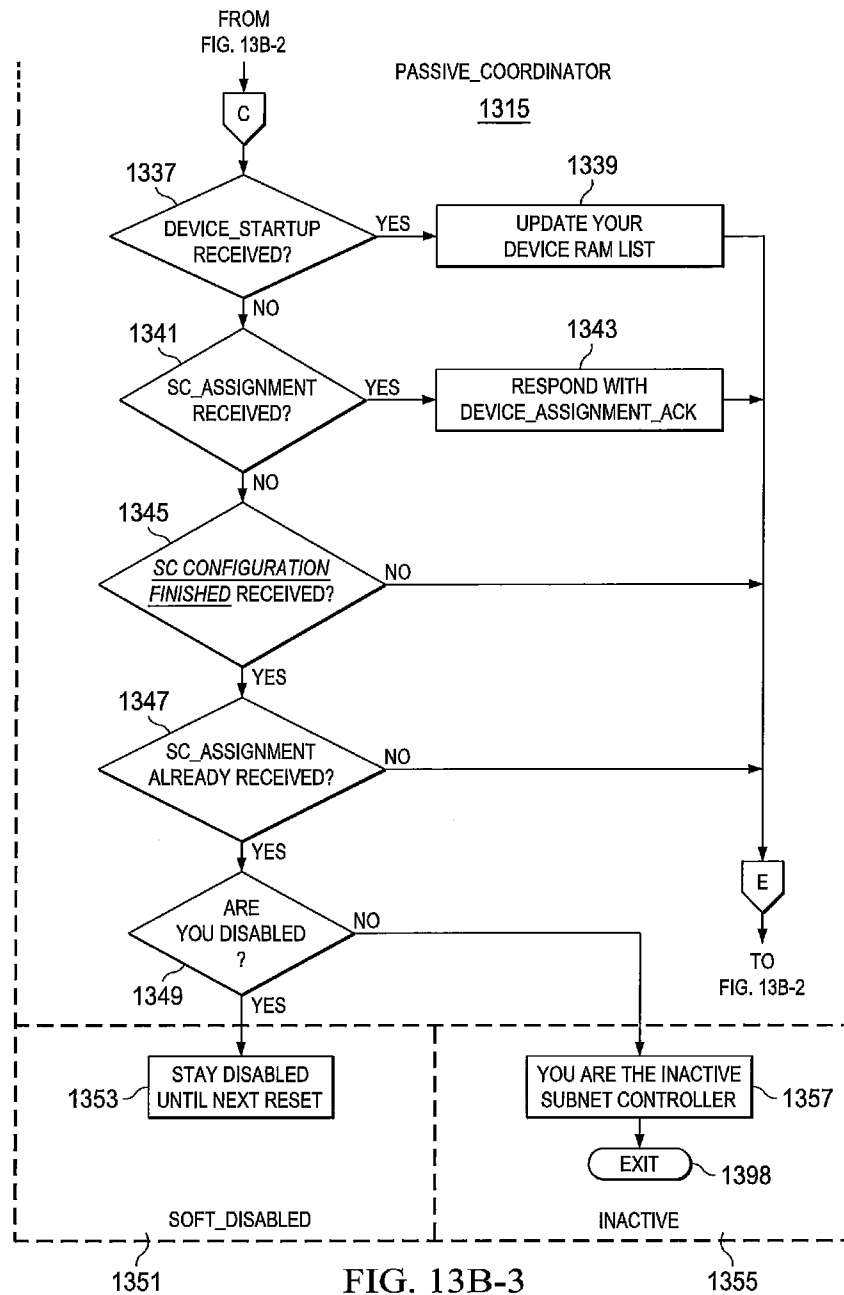 FROM
FIG. 13B-2
PASSIVE_COORDINATOR
1315
C
1337
DEVICE_STARTUP
RECEIVED?
YES
NO
1339
UPDATE YOUR
DEVICE RAM LIST
1341
SC_ASSIGNMENT
RECEIVED?
YES
NO
1343
RESPOND WITH
DEVICE_ASSIGNMENT_ACK
1345
SC CONFIGURATION
FINISHED RECEIVED?
NO
YES
1347
SC_ASSIGNMENT
ALREADY RECEIVED?
NO
YES
E
TO
FIG. 13B-2
ARE
YOU DISABLED
?
NO
1349
YES
1353
STAY DISABLED
UNTIL NEXT RESET
YOU ARE THE INACTIVE
SUBNET CONTROLLER
1357
EXIT
1398
SOFT_DISABLED
INACTIVE
1351
FIG. 13B-3
1355